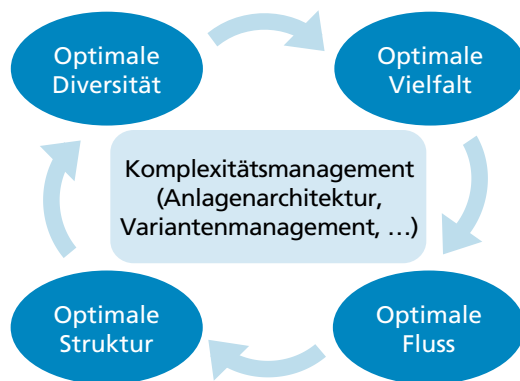 Optimale
Diversität
Optimale
Vielfalt
Komplexitätsmanagement
(Anlagenarchitektur,
Variantenmanagement, …)
Optimale
Struktur
Optimale
Fluss